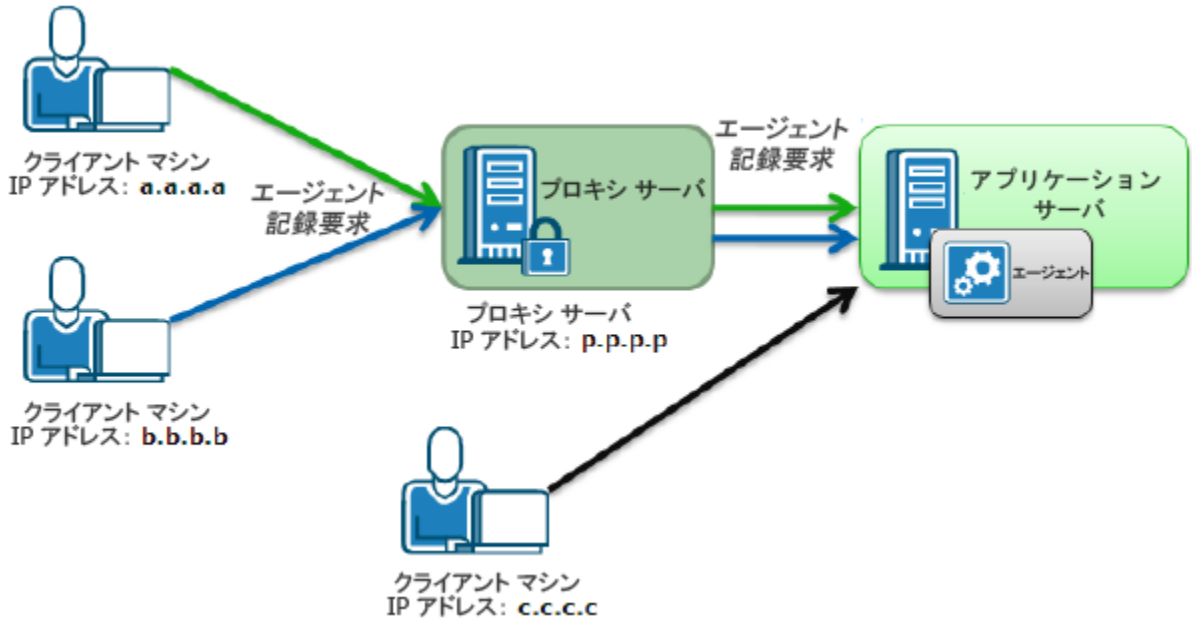 クライアント マシン
IP アドレス： a.a.a.a
エージェント
記録要求
プロキシ サーバ
エージェント
記録要求
アプリケーション
サーバ
エージェント
プロキシ サーバ
IP アドレス： p.p.p.p
クライアント マシン
IP アドレス： b.b.b.b
クライアント マシン
IP アドレス： c.c.c.c